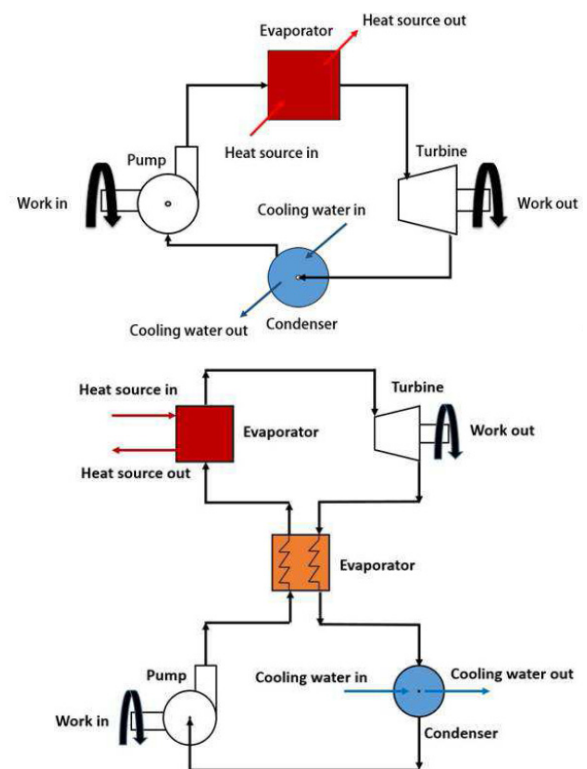 Heat source out
Evaporator
Heat source in
Pump
Turbine
Work in
Work out
Cooling water in
Cooling water out
Condenser
Heat source in
Turbine
Evaporator
Work out
Heat source out
Evaporator
Pump
Cooling water in
Cooling water out
Work in
Condenser